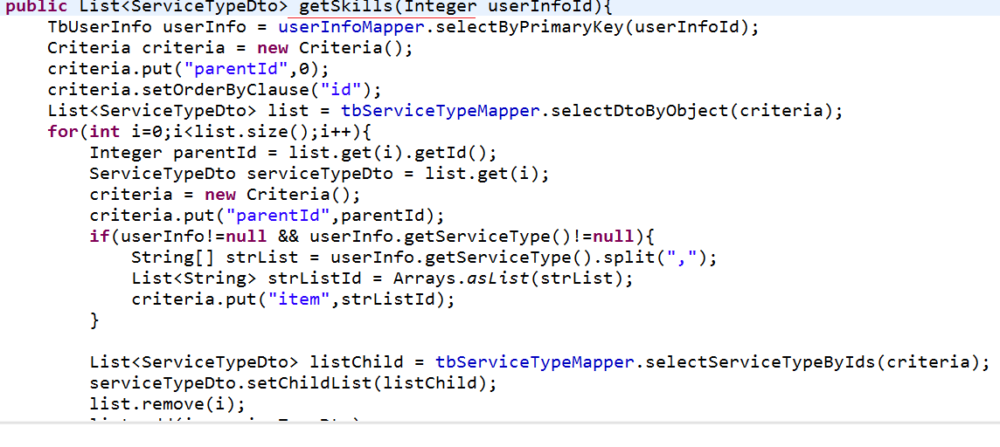 public List<ServiceTypeDto> getSkills(Integer userInfoId){
TbUserInfo userInfo = userInfoMapper.selectByPrimaryKey(userInfoId);
Criteria criteria = new Criteria();
criteria.put("parentId",0);
criteria.setOrderByClause("id");
List<ServiceTypeDto> list = tbServiceTypeMapper.selectDtoByObject(criteria);
for(int i=0;i<list.size();i++){
Integer parentId = list.get(i).getId();
ServiceTypeDto serviceTypeDto = list.get(i);
criteria = new Criteria();
criteria.put("parentId",parentId);
if(userInfo!=null && userInfo.getServiceType()!=null){
String[] strList = userInfo.getServiceType().split(",");
List<String> strListId = Arrays.asList(strList);
criteria.put("item",strListId);
}
List<ServiceTypeDto> listChild = tbServiceTypeMapper.selectServiceTypeByIds(criteria);
serviceTypeDto.setChildList(listChild);
list.remove(i);